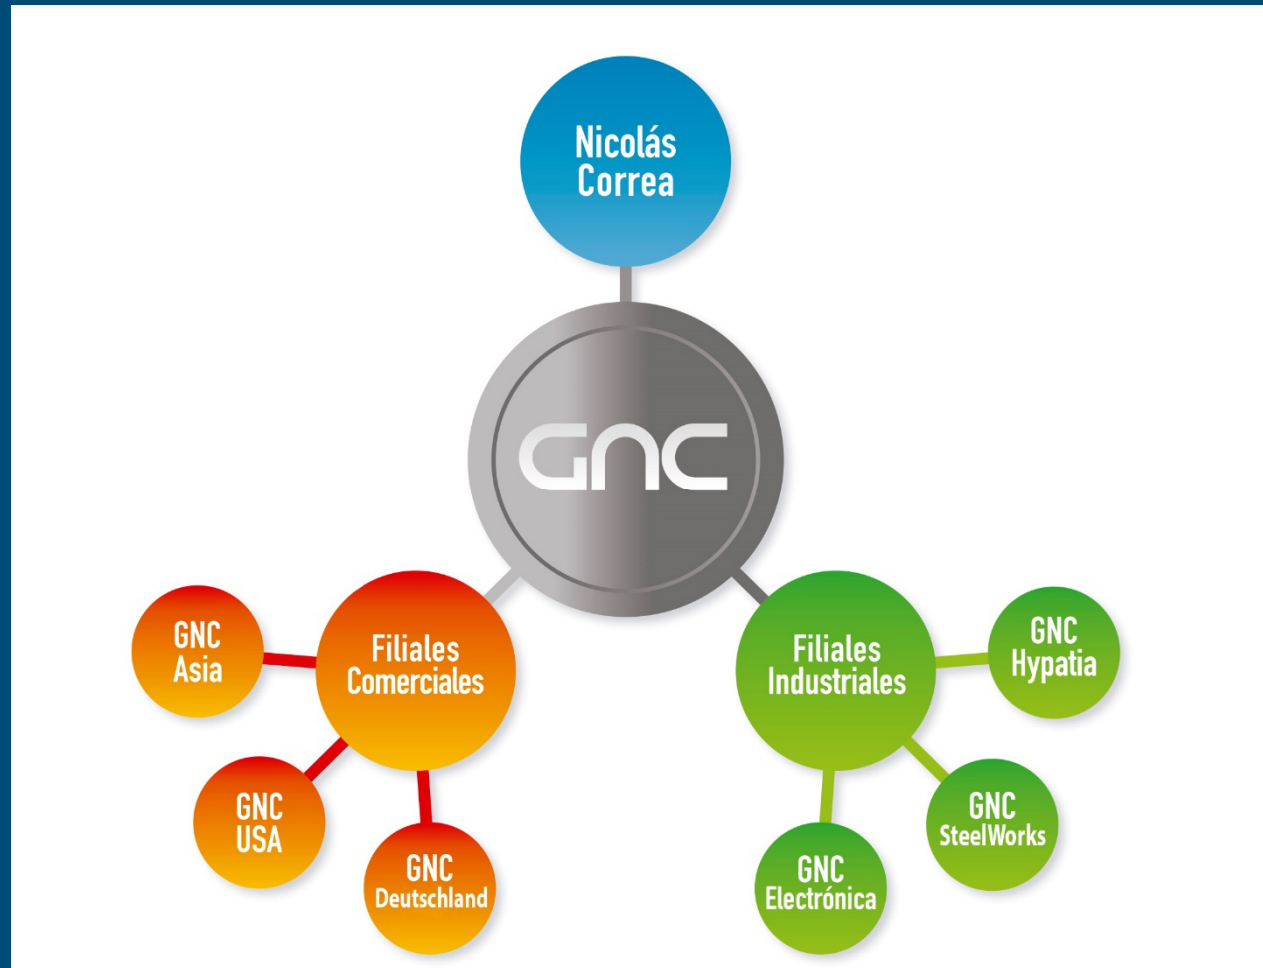 Nicolás
Correa
GNC
Filiales
Comerciales
GNC
Asia
GNC
USA
GNC
Deutschland
Filiales
Industriales
GNC
Hypatia
GNC
SteelWorks
GNC
Electrónica